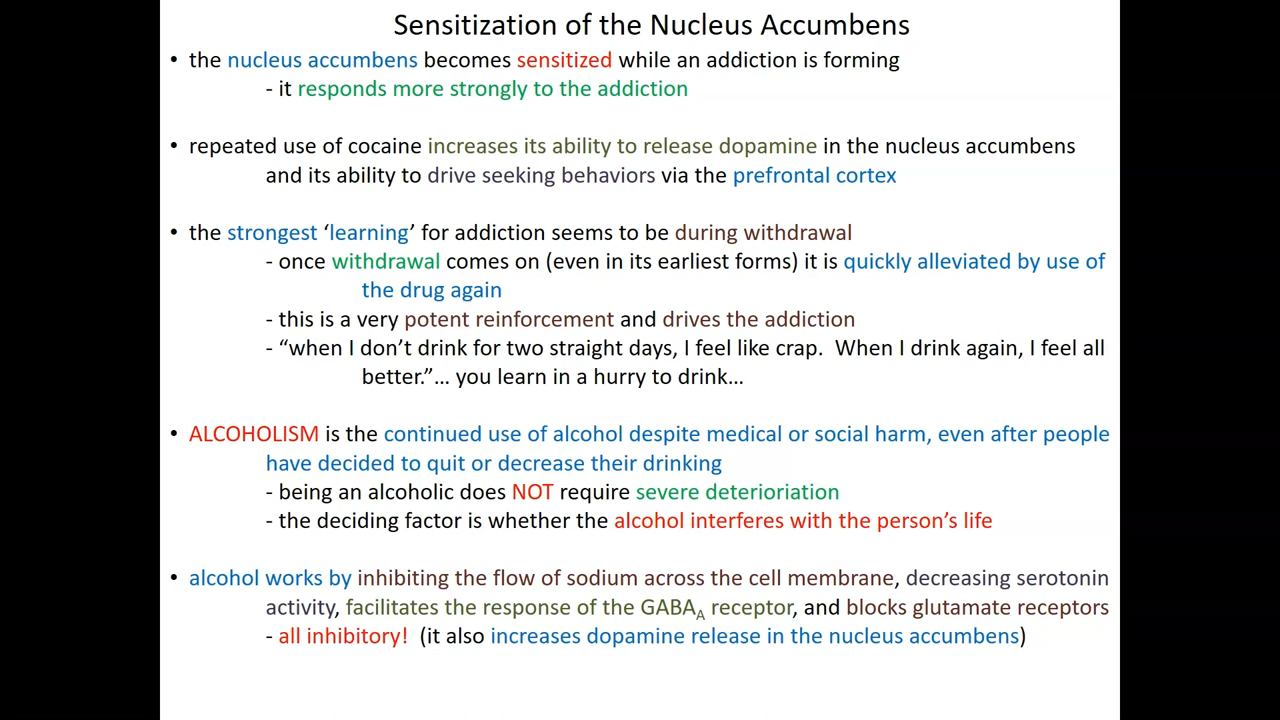 Sensitization of the Nucleus Accumbens
• the nucleus accumbens becomes sensitized while an addiction is forming
- it responds more strongly to the addiction
• repeated use of cocaine increases its ability to release dopamine in the nucleus accumbens
and its ability to drive seeking behaviors via the prefrontal cortex
• the strongest ‘learning’ for addiction seems to be during withdrawal
- once withdrawal comes on (even in its earliest forms) it is quickly alleviated by use of
the drug again
- this is a very potent reinforcement and drives the addiction
- “when I don’t drink for two straight days, I feel like crap.  When I drink again, I feel all
better.”… you learn in a hurry to drink…
• ALCOHOLISM is the continued use of alcohol despite medical or social harm, even after people
have decided to quit or decrease their drinking
- being an alcoholic does NOT require severe deterioriation
- the deciding factor is whether the alcohol interferes with the person’s life
• alcohol works by inhibiting the flow of sodium across the cell membrane, decreasing serotonin
activity, facilitates the response of the GABAA receptor, and blocks glutamate receptors
- all inhibitory!  (it also increases dopamine release in the nucleus accumbens)